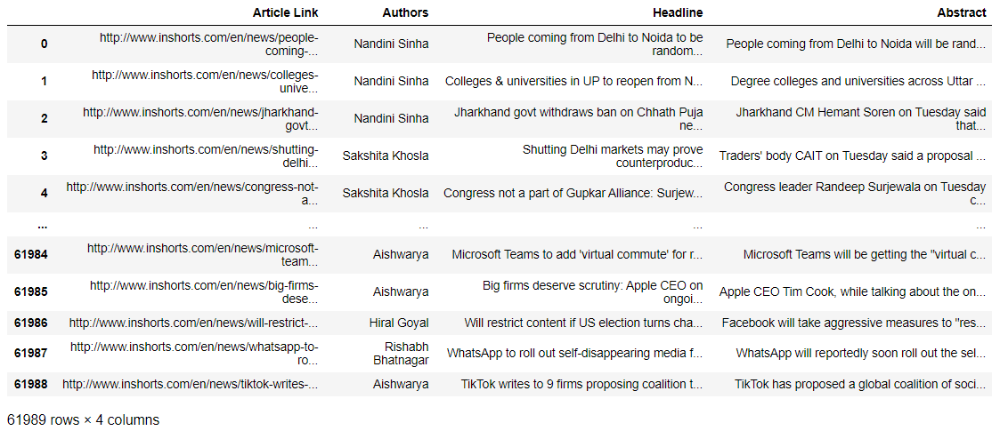 Article Link Authors Headline Abstract
0 http://www.inshorts.com/en/news/people-coming-... Nandini Sinha People coming from Delhi to Noida to be random... People coming from Delhi to Noida will be rand...
1 http://www.inshorts.com/en/news/colleges-unive... Nandini Sinha Colleges & universities in UP to reopen from N... Degree colleges and universities across Uttar ...
2 http://www.inshorts.com/en/news/jharkhand-govt... Nandini Sinha Jharkhand govt withdraws ban on Chhath Puja ne... Jharkhand CM Hemant Soren on Tuesday said that...
3 http://www.inshorts.com/en/news/shutting-delhi... Sakshita Khosla Shutting Delhi markets may prove counterproduc... Traders' body CAIT on Tuesday said a proposal ...
4 http://www.inshorts.com/en/news/congress-not-a... Sakshita Khosla Congress not a part of Gupkar Alliance: Surjew... Congress leader Randeep Surjewala on Tuesday c...
... ... ... ... ...
61984 http://www.inshorts.com/en/news/microsoft-team... Aishwarya Microsoft Teams to add 'virtual commute' for r... Microsoft Teams will be getting the "virtual c...
61985 http://www.inshorts.com/en/news/big-firms-dese... Aishwarya Big firms deserve scrutiny: Apple CEO on ongoi... Apple CEO Tim Cook, while talking about the on...
61986 http://www.inshorts.com/en/news/will-restrict-... Hiral Goyal Will restrict content if US election turns cha... Facebook will take aggressive measures to "res...
61987 http://www.inshorts.com/en/news/whatsapp-to-ro... Rishabh Bhatnagar WhatsApp to roll out self-disappearing media f... WhatsApp will reportedly soon roll out the sel...
61988 http://www.inshorts.com/en/news/tiktok-writes-... Aishwarya TikTok writes to 9 firms proposing coalition t... TikTok has proposed a global coalition of soci...
61989 rows × 4 columns